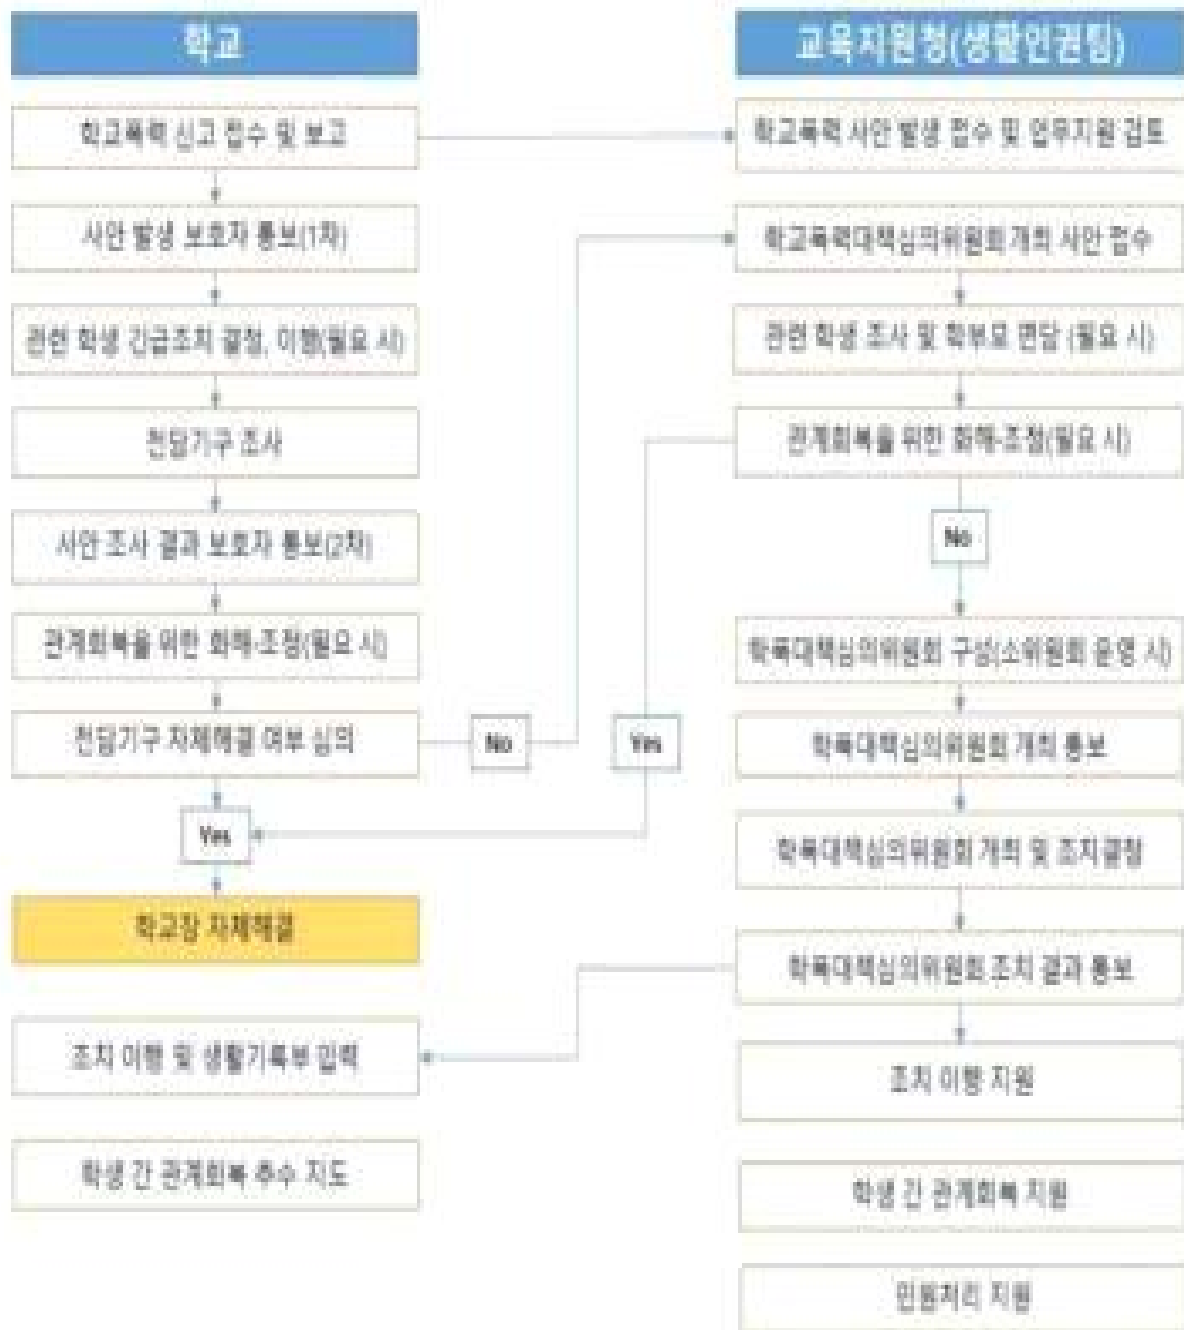 학교
학교폭력 신고 접수 및 보고
사안 발생 보호자 통보(1차)
관련 학생 긴급조치 결정, 이행(필요 시)
전담기구 조사
사안 조사 결과 보호자 통보(2차)
관계회복을 위한 화해·조정(필요 시)
전담기구 자체해결 여부 심의
No
Yes
Yes
학교장 자체해결
조치 이행 및 생활기록부 입력
학생 간 관계회복 추수 지도
교육지원청(생활인권팀)
학교폭력 사안 발생 접수 및 업무지원 검토
학교폭력대책심의위원회 개최 사안 접수
관련 학생 조사 및 학부모 면담 (필요 시)
관계회복을 위한 화해·조정(필요 시)
No
학폭대책심의위원회 구성(소위원회 운영 시)
학폭대책심의위원회 개최 통보
학폭대책심의위원회 개최 및 조치결정
학폭대책심의위원회 조치 결과 통보
조치 이행 지원
학생 간 관계회복 지원
민원처리 지원